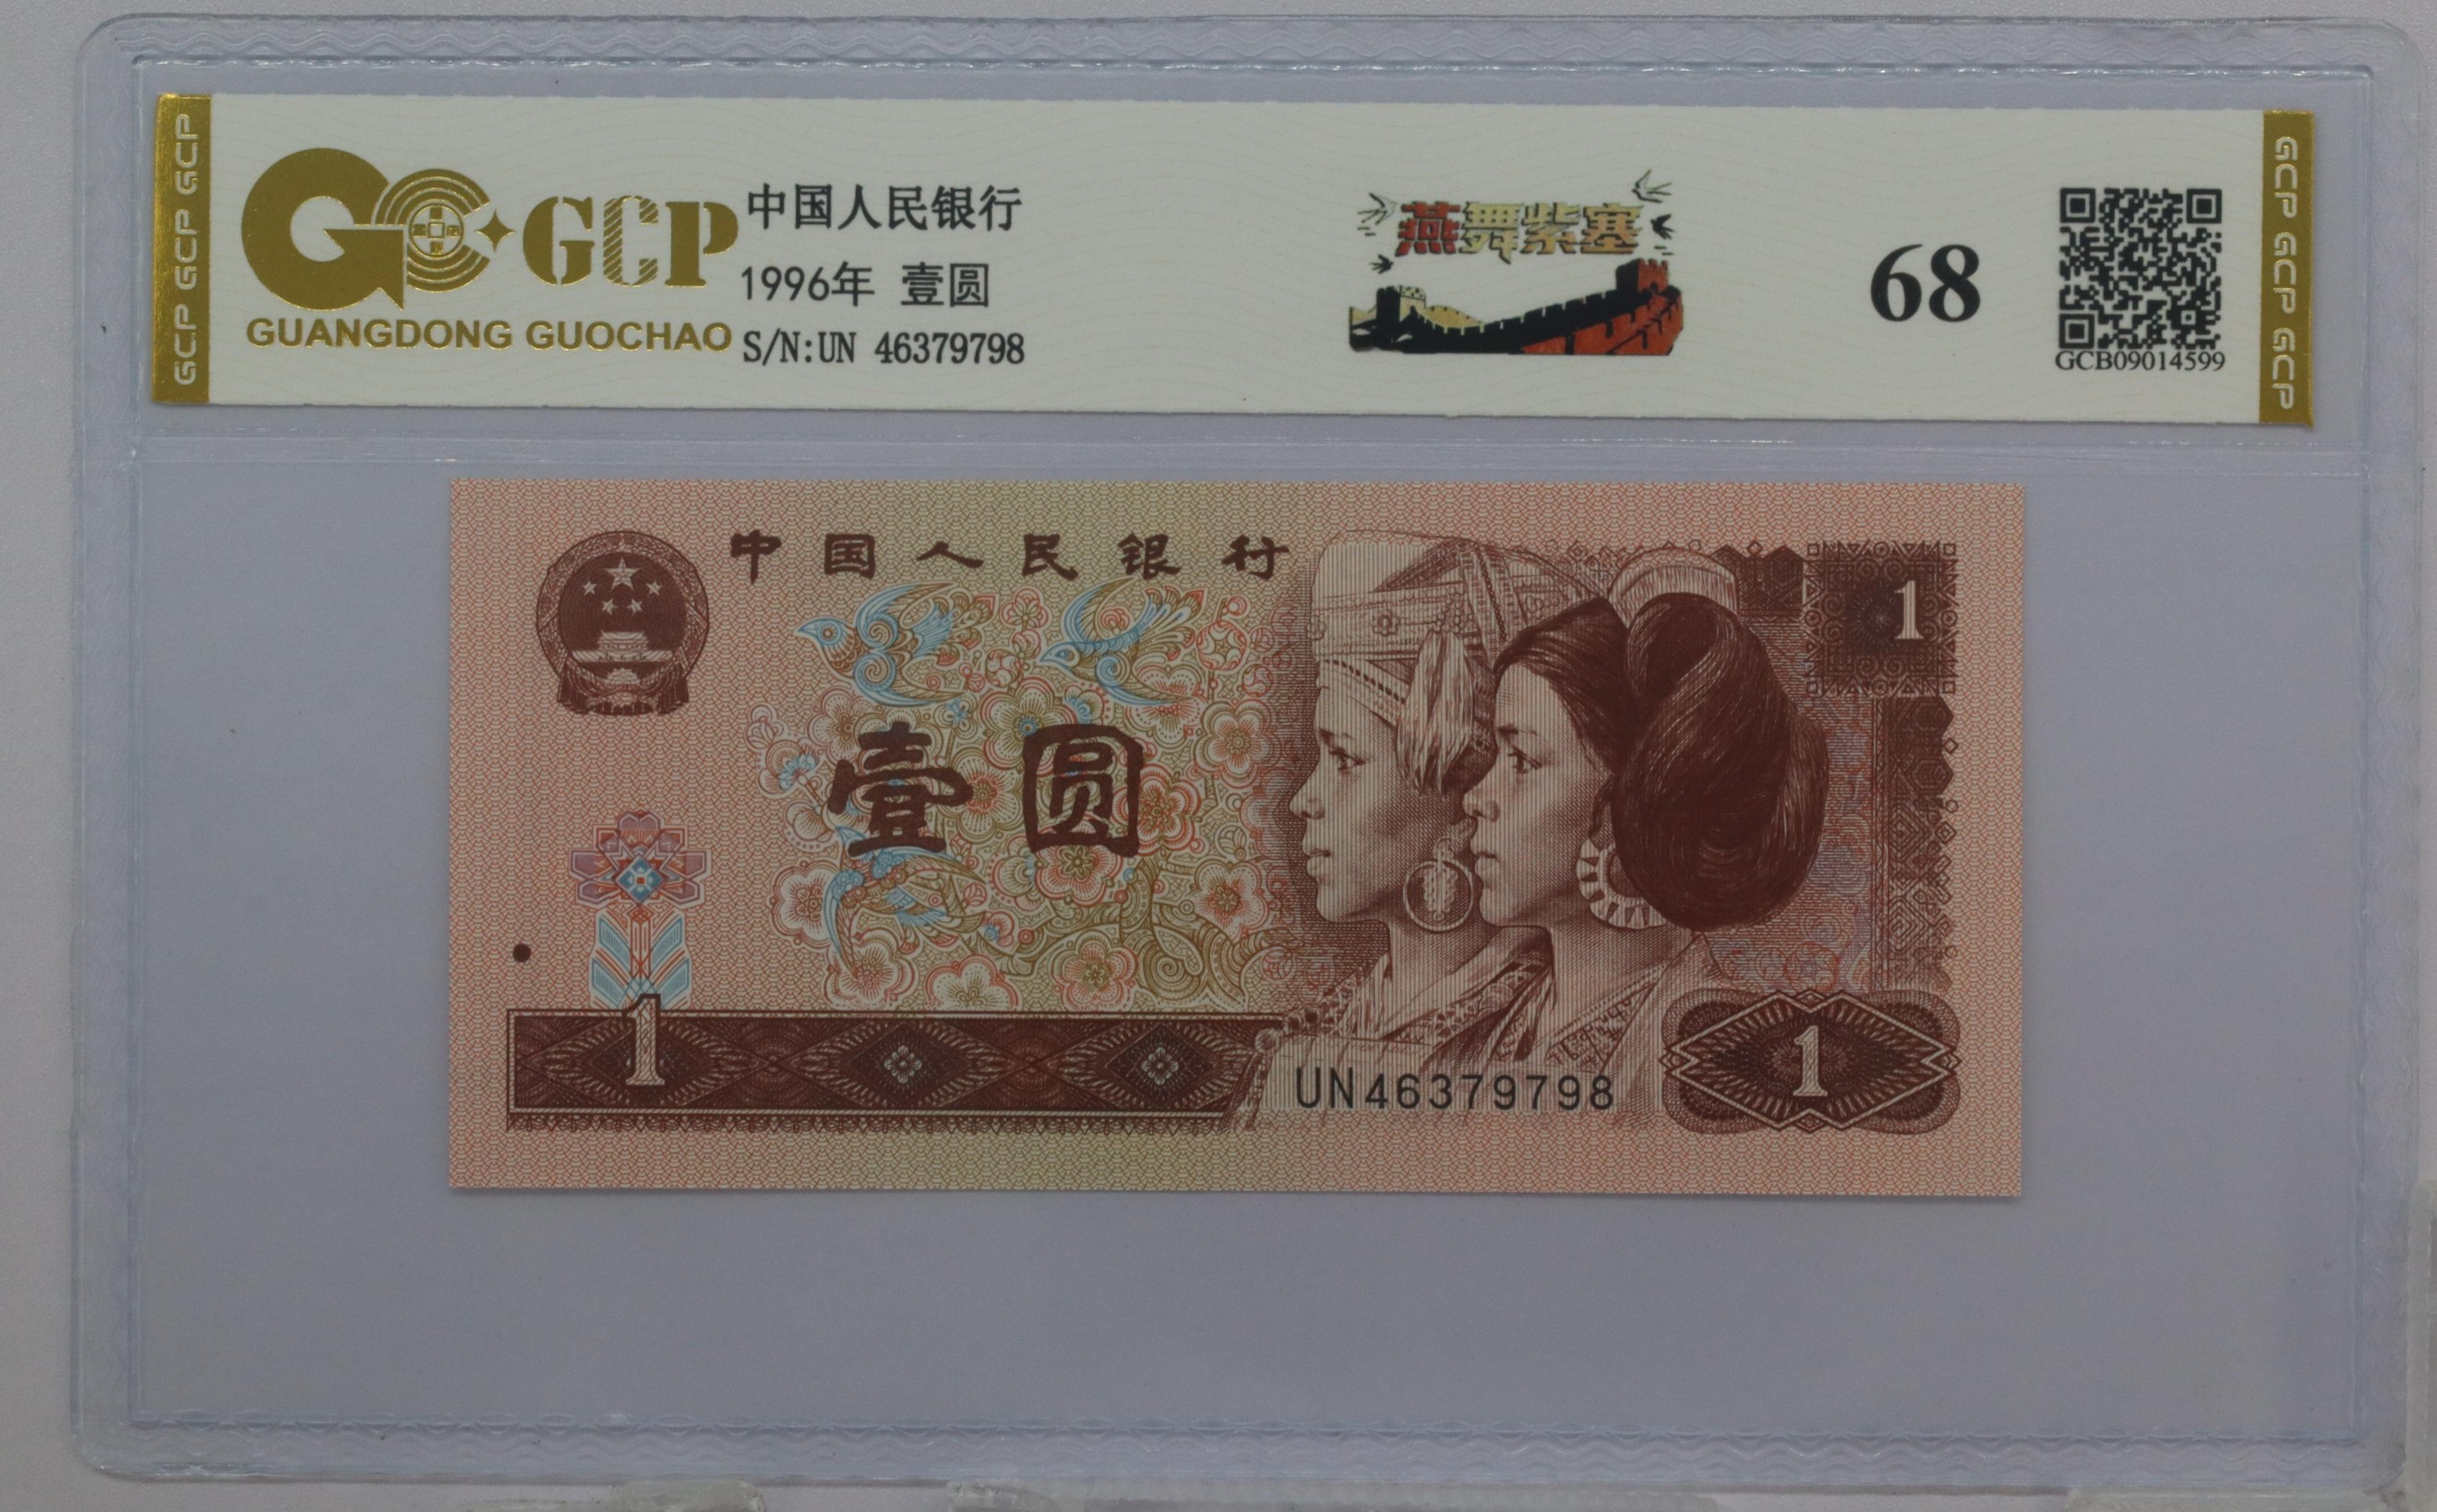 GCP GCP GCP
GCP
GUANGDONG GUOCHAO
中国人民银行
1996年 壹圆
S/N:UN 46379798
燕舞紫塞
68
GCB09014599
GCP GCP GCP
中国人民银行
1
壹圆
1
UN46379798
1